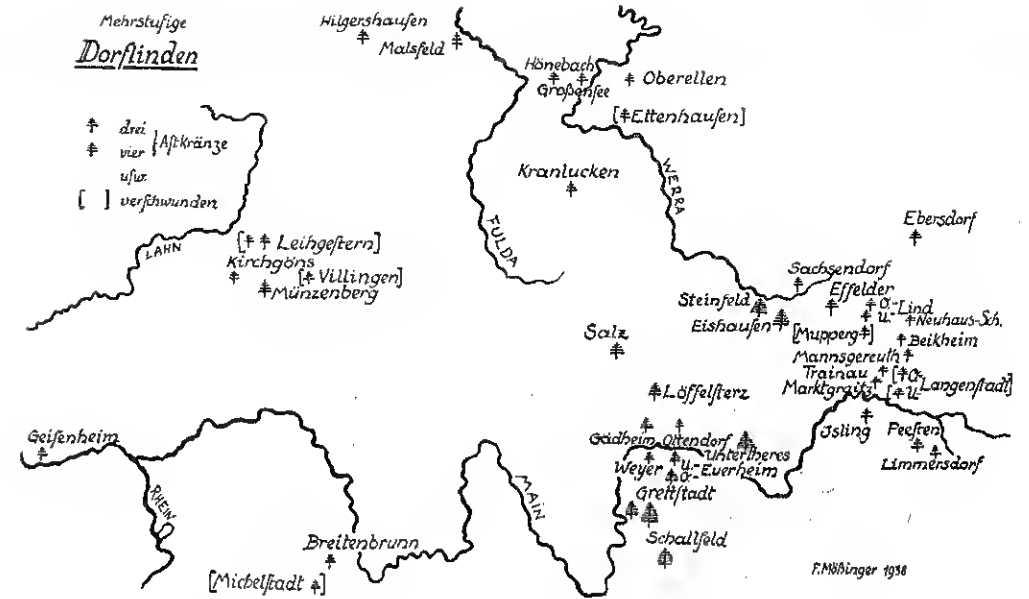 Mehrstufige
Dorflinden
drei
vier } Aſtkränze
uſw.
[ ] verſchwunden
Hilgershauſen
Malsfeld
Hönebach
Großenſee
Oberellen
[Ettenhauſen]
Kranlucken
WERRA
FULDA
LAHN
[Leihgeſtern]
Kirchgöns
[Villingen]
Münzenberg
Ebersdorf
Sachsendorf
Steinfeld
Effelder
O.-
U.- Lind
Eishauſen
Neuhaus-Sch.
[Mupperg]
Beikheim
Salz
Mannsgereuth
Trainau
[O.-
Marktgraitz
[U.- Langenſtadt]
Löffelſterz
Geiſenheim
Isling
Peeſten
Limmersdorf
Gädheim
Ottendorf
Untertheres
Weyer
U.-
O.- Euerheim
Grettſtadt
Schallfeld
RHEIN
MAIN
Breitenbrunn
[Michelſtadt]
F. Mößinger 1938